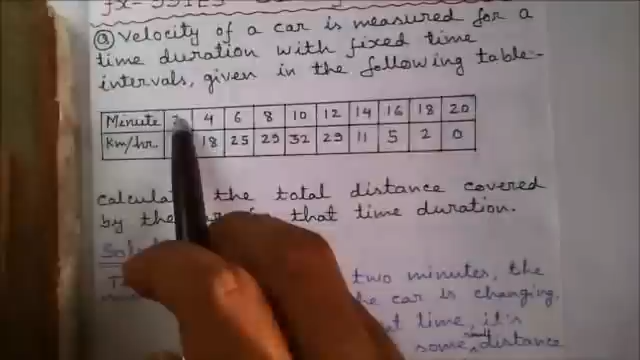 fx-991ES
Q Velocity of a car is measured for a
time duration with fixed time
intervals, given in the following table:-
Minute 4 6 8 10 12 14 16 18 20
Km/hr. 18 25 29 32 29 11 5 2 0
calculate the total distance covered
by the that time duration.
two minutes, the
car is changing.
time, it's
some small distance